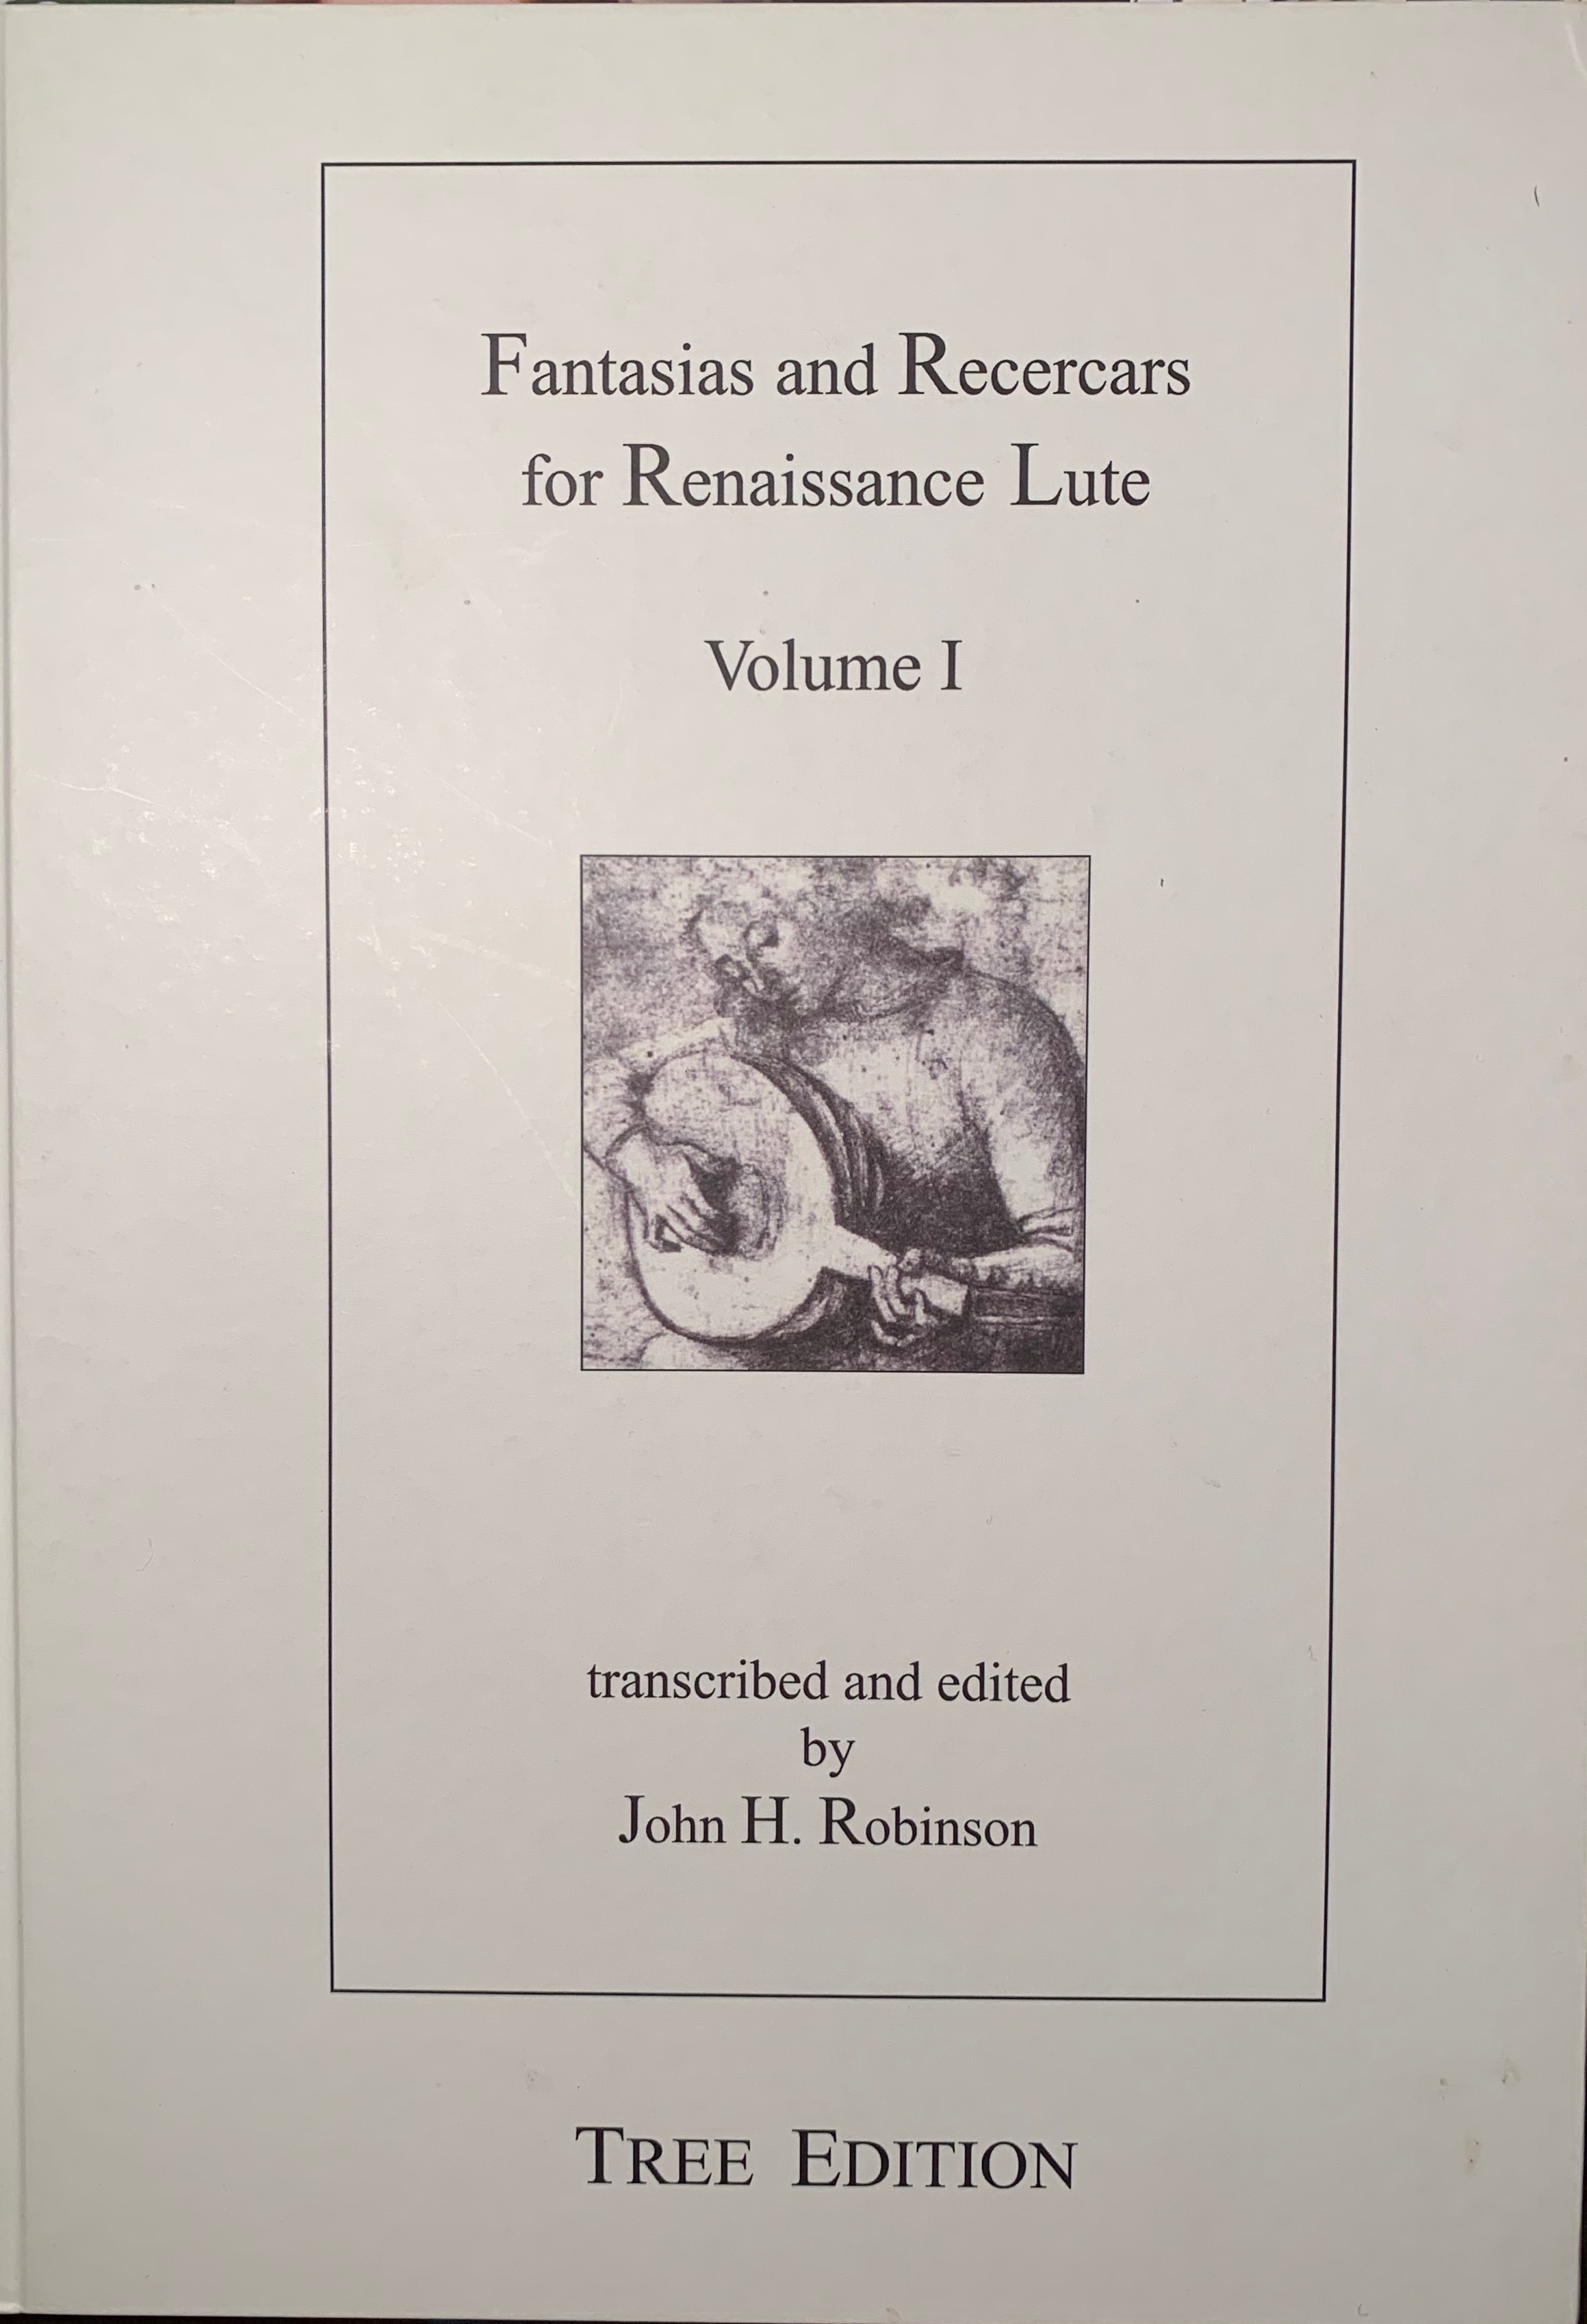 Fantasias and Recercars
for Renaissance Lute
Volume I
transcribed and edited
by
John H. Robinson
TREE EDITION